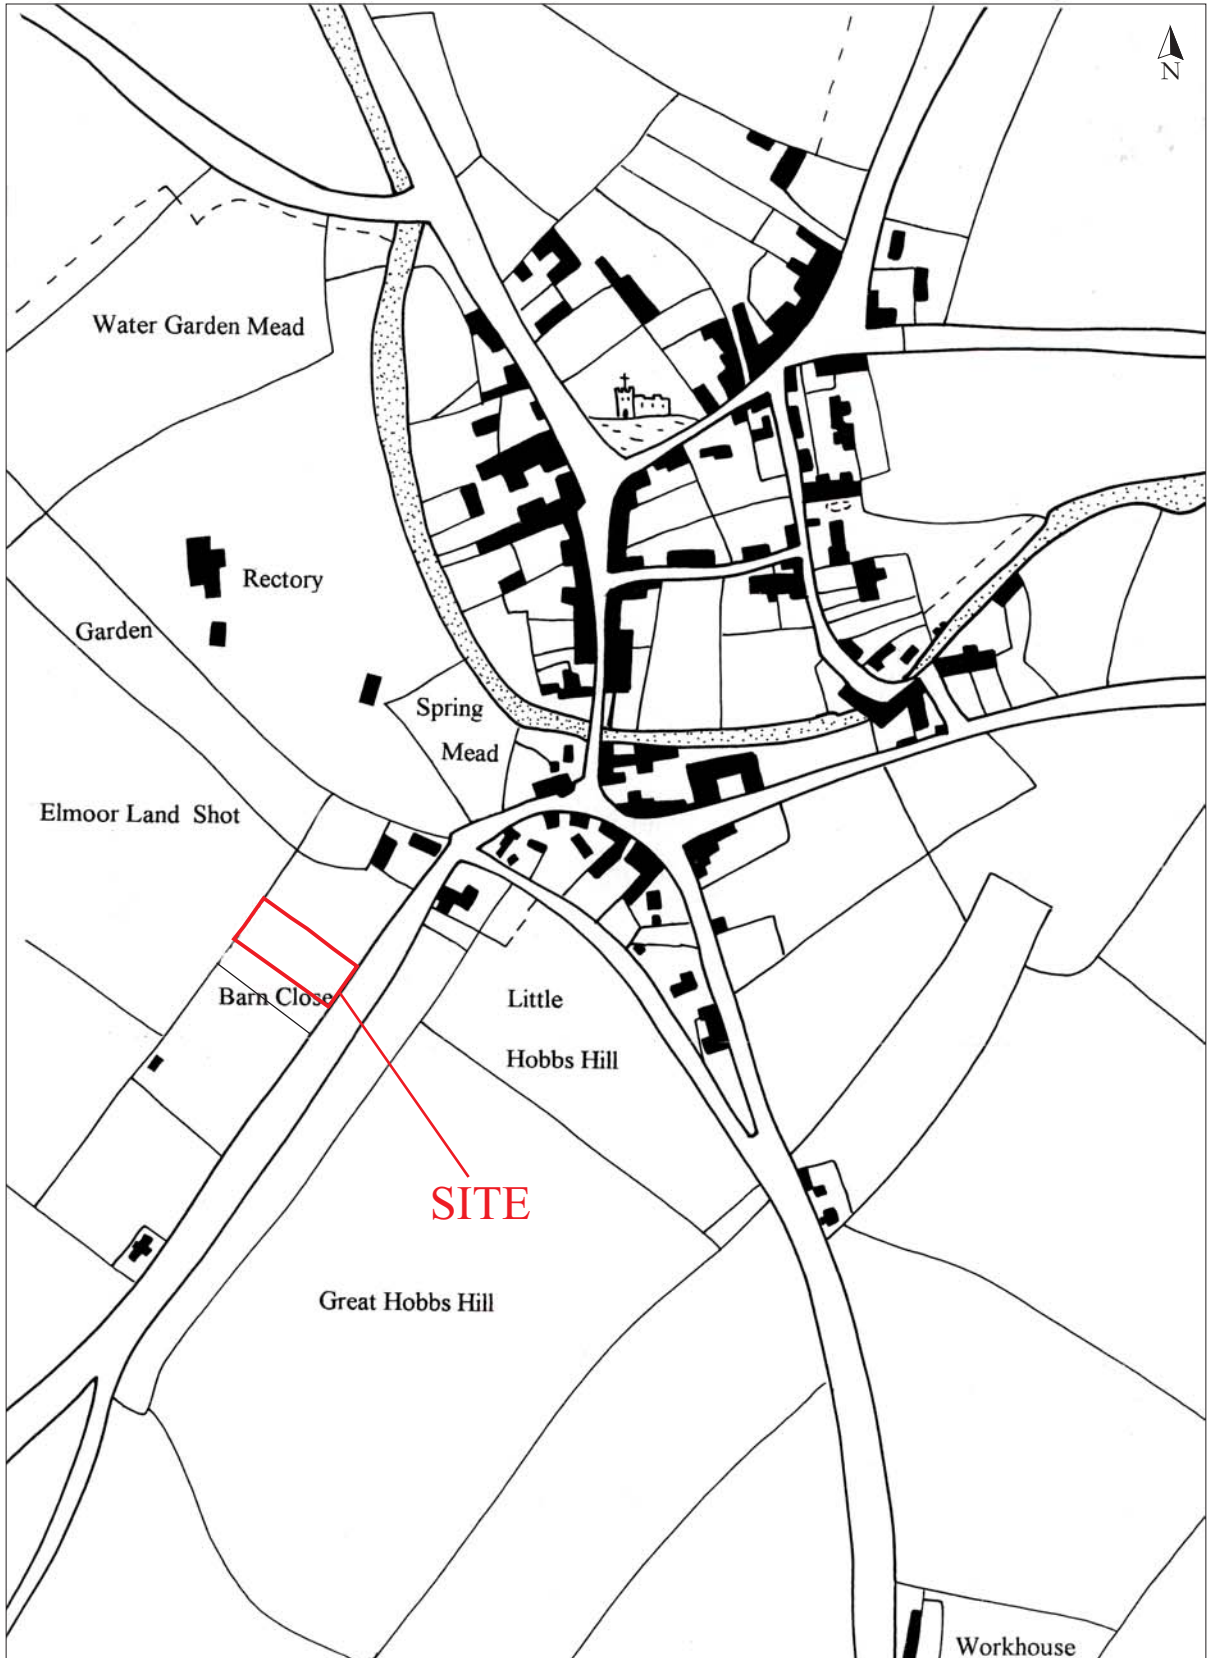 N
Water Garden Mead
Rectory
Garden
Spring
Mead
Elmoor Land Shot
Barn Close
Little
Hobbs Hill
SITE
Great Hobbs Hill
Workhouse